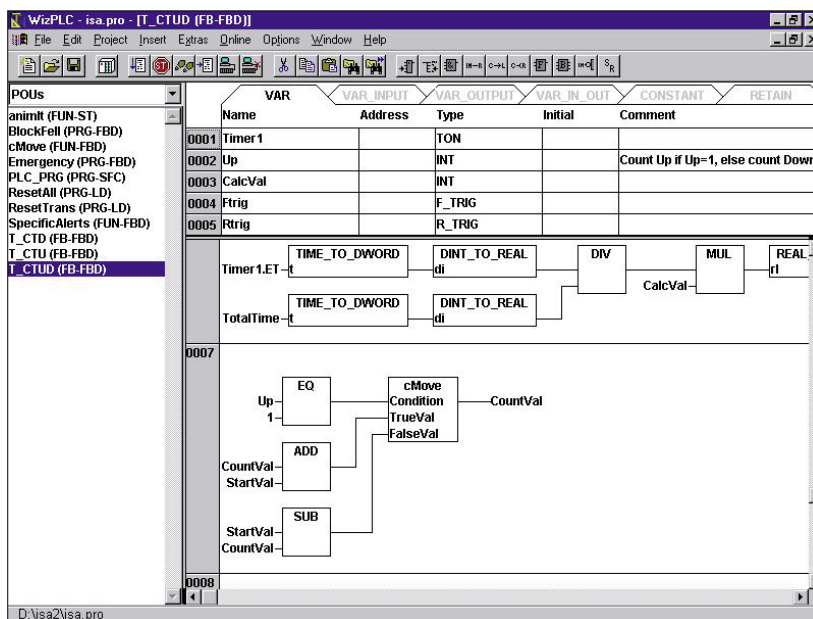 WizPLC - isa.pro - [T_CTUD (FB-FBD)]
File Edit Project Insert Extras Online Options Window Help
POUs
animIt (FUN-ST)
BlockFell (PRG-FBD)
cMove (FUN-FBD)
Emergency (PRG-FBD)
PLC_PRG (PRG-SFC)
ResetAll (PRG-LD)
ResetTrans (PRG-LD)
SpecificAlerts (FUN-FBD)
T_CTD (FB-FBD)
T_CTU (FB-FBD)
T_CTUD (FB-FBD)
VAR VAR_INPUT VAR_OUTPUT VAR_IN_OUT CONSTANT RETAIN
Name Address Type Initial Comment
0001 Timer1 TON
0002 Up INT Count Up if Up=1, else count Down
0003 CalcVal INT
0004 Ftrig F_TRIG
0005 Rtrig R_TRIG
TIME_TO_DWORD DINT_TO_REAL DIV MUL REAL_
Timer1.ET t di rl
CalcVal
TIME_TO_DWORD DINT_TO_REAL
TotalTime t di
0007
EQ cMove
Up Condition CountVal
1 TrueVal
FalseVal
ADD
CountVal
StartVal
SUB
StartVal
CountVal
0008
D:\isa2\isa.pro